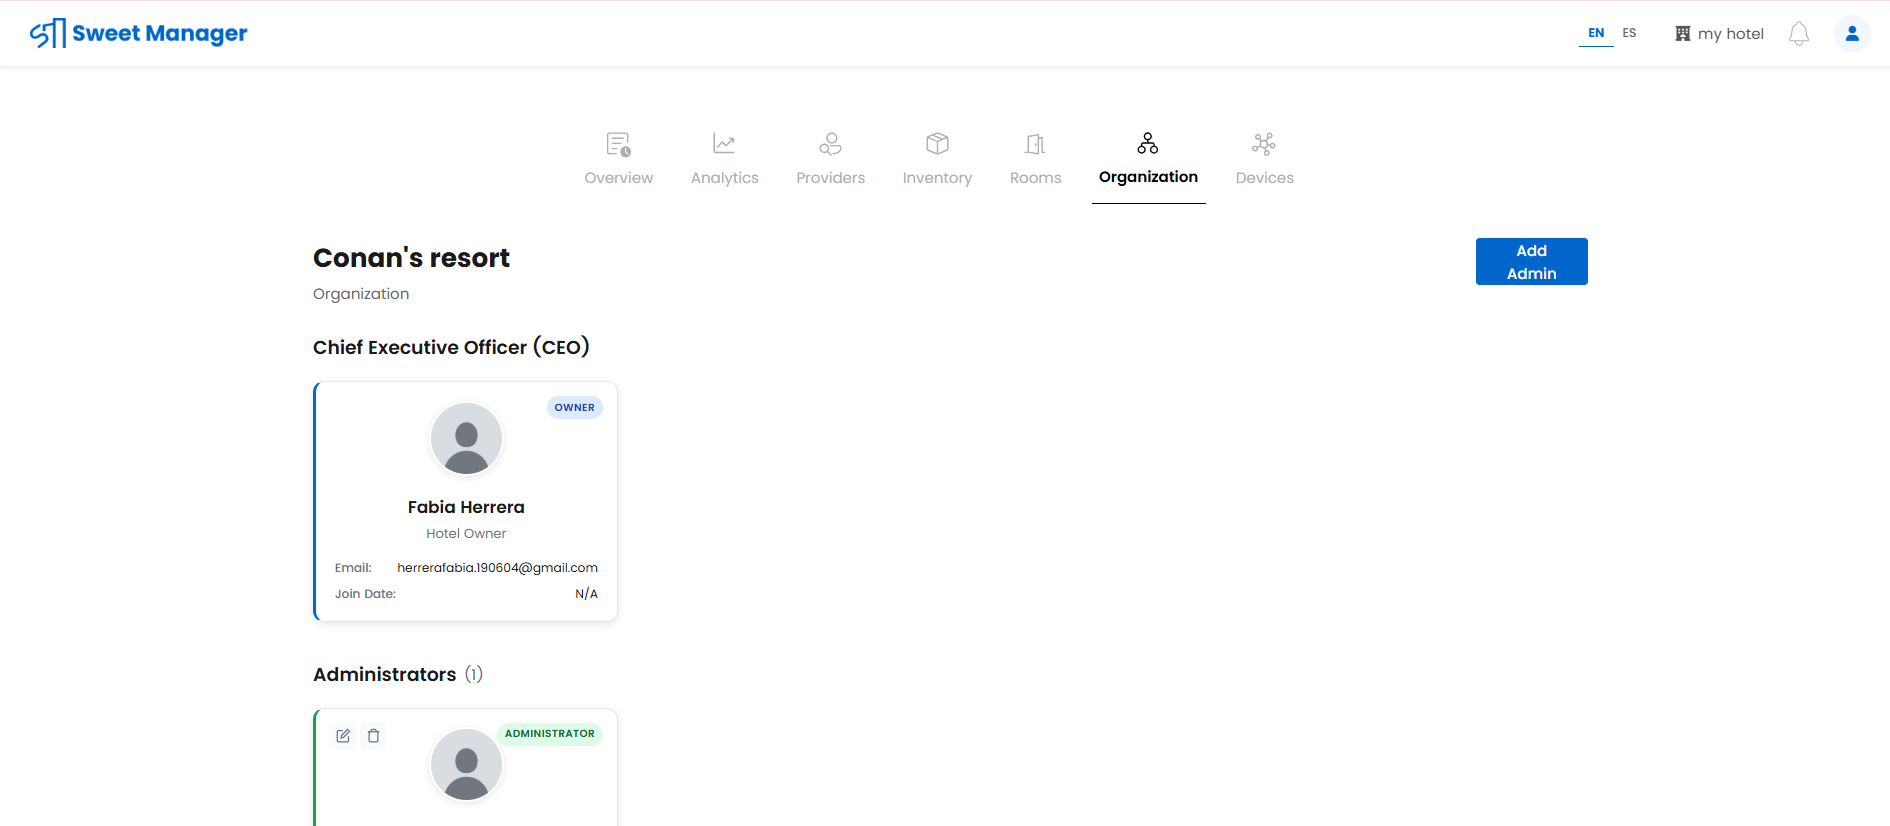 Sweet Manager
EN ES my hotel
Overview Analytics Providers Inventory Rooms Organization Devices
Conan's resort
Add
Admin
Organization
Chief Executive Officer (CEO)
OWNER
Fabia Herrera
Hotel Owner
Email: herrerafabia.190604@gmail.com
Join Date: N/A
Administrators (1)
ADMINISTRATOR